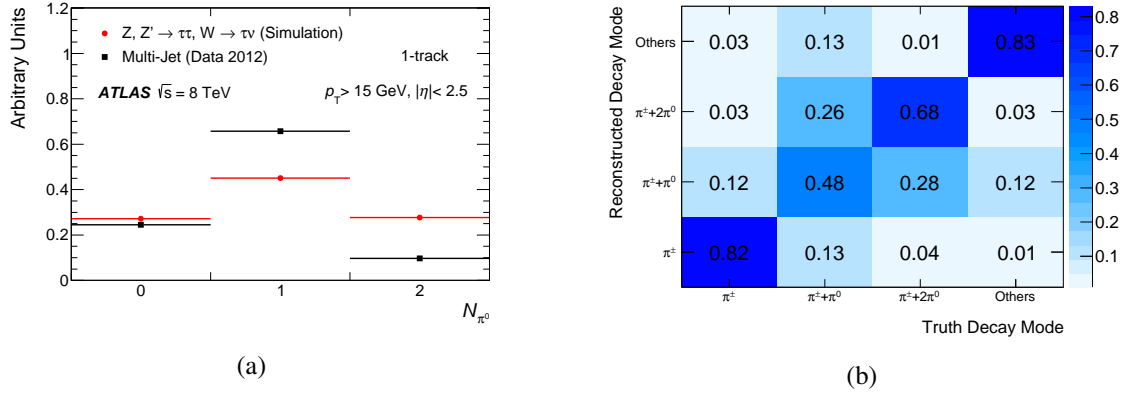 Arbitrary Units
1.2
1
0.8
0.6
0.4
0.2
0
Z, Z' → ττ, W → τν (Simulation)
Multi-Jet (Data 2012)
1-track
ATLAS √s = 8 TeV
p_T > 15 GeV, |η|< 2.5
0 1 2
N_π⁰
(a)
Reconstructed Decay Mode
Others 0.03 0.13 0.01 0.83
π±+2π⁰ 0.03 0.26 0.68 0.03
π±+π⁰ 0.12 0.48 0.28 0.12
π± 0.82 0.13 0.04 0.01
π± π±+π⁰ π±+2π⁰ Others
Truth Decay Mode
0.8
0.7
0.6
0.5
0.4
0.3
0.2
0.1
(b)